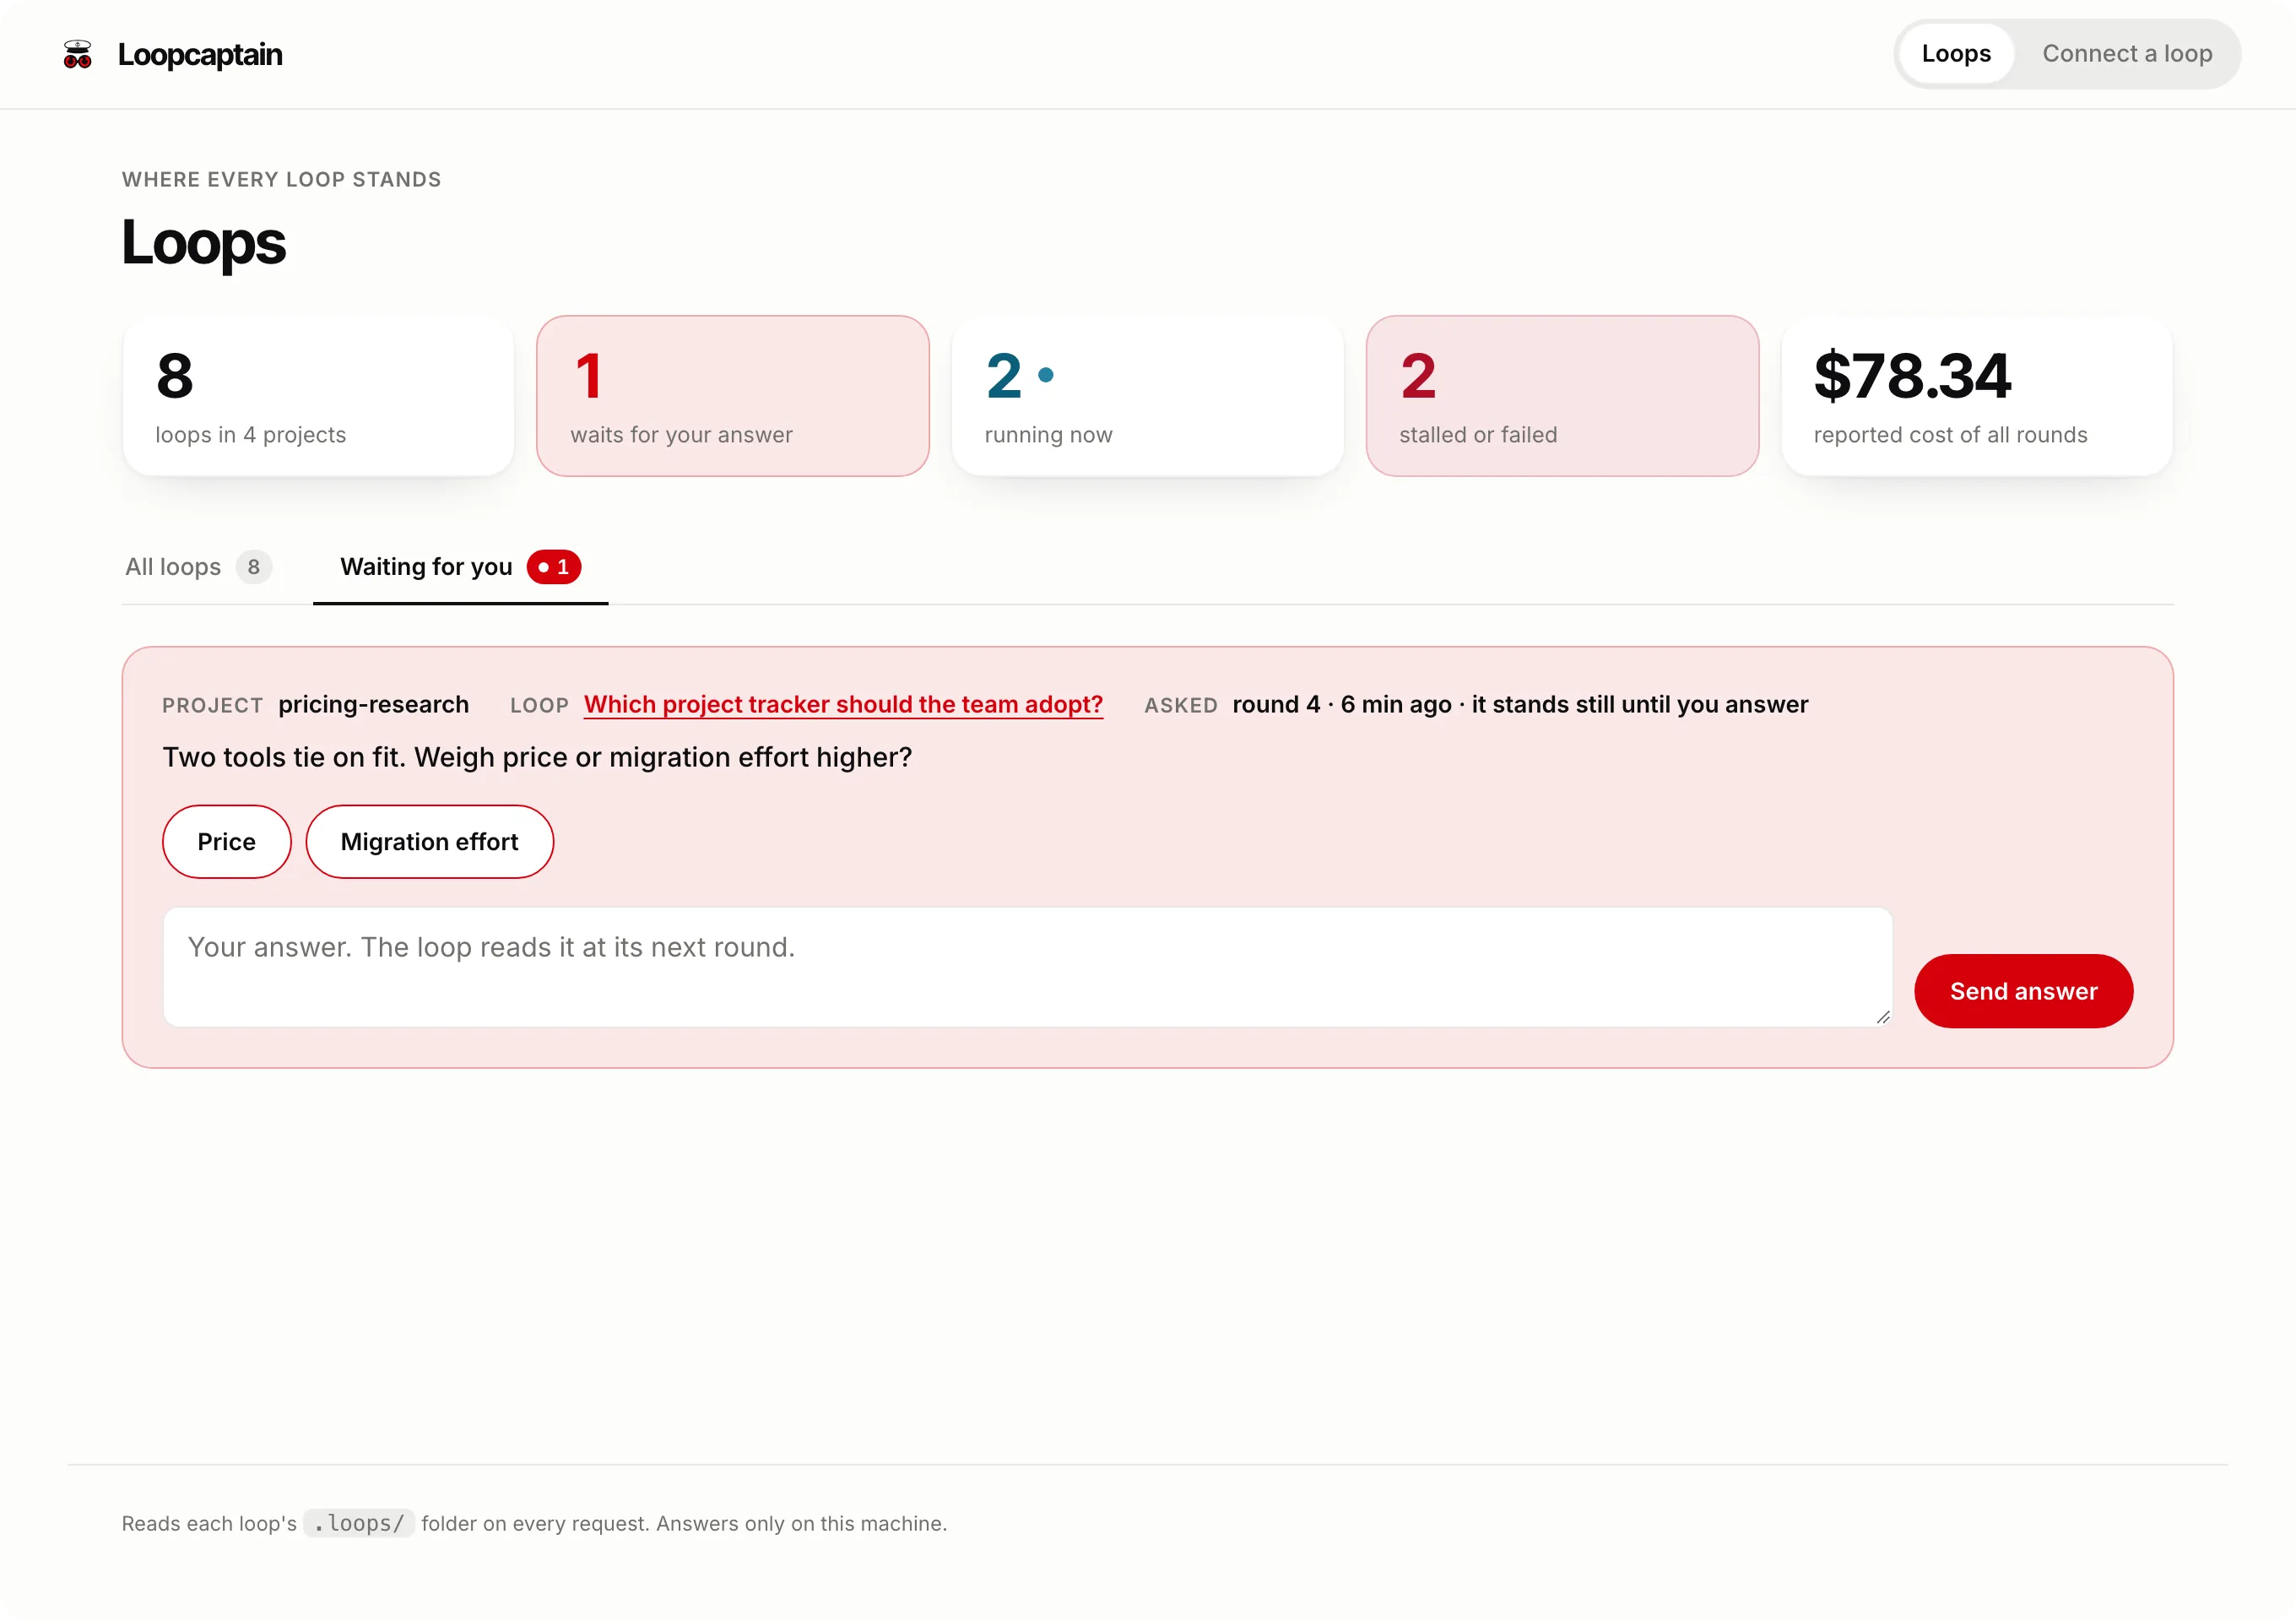 Loopcaptain
Loops
Connect a loop
WHERE EVERY LOOP STANDS
Loops
8
loops in 4 projects
1
waits for your answer
2
running now
2
stalled or failed
$78.34
reported cost of all rounds
All loops 8
Waiting for you 1
PROJECT pricing-research LOOP Which project tracker should the team adopt? ASKED round 4 · 6 min ago · it stands still until you answer
Two tools tie on fit. Weigh price or migration effort higher?
Price
Migration effort
Your answer. The loop reads it at its next round.
Send answer
Reads each loop's .loops/ folder on every request. Answers only on this machine.